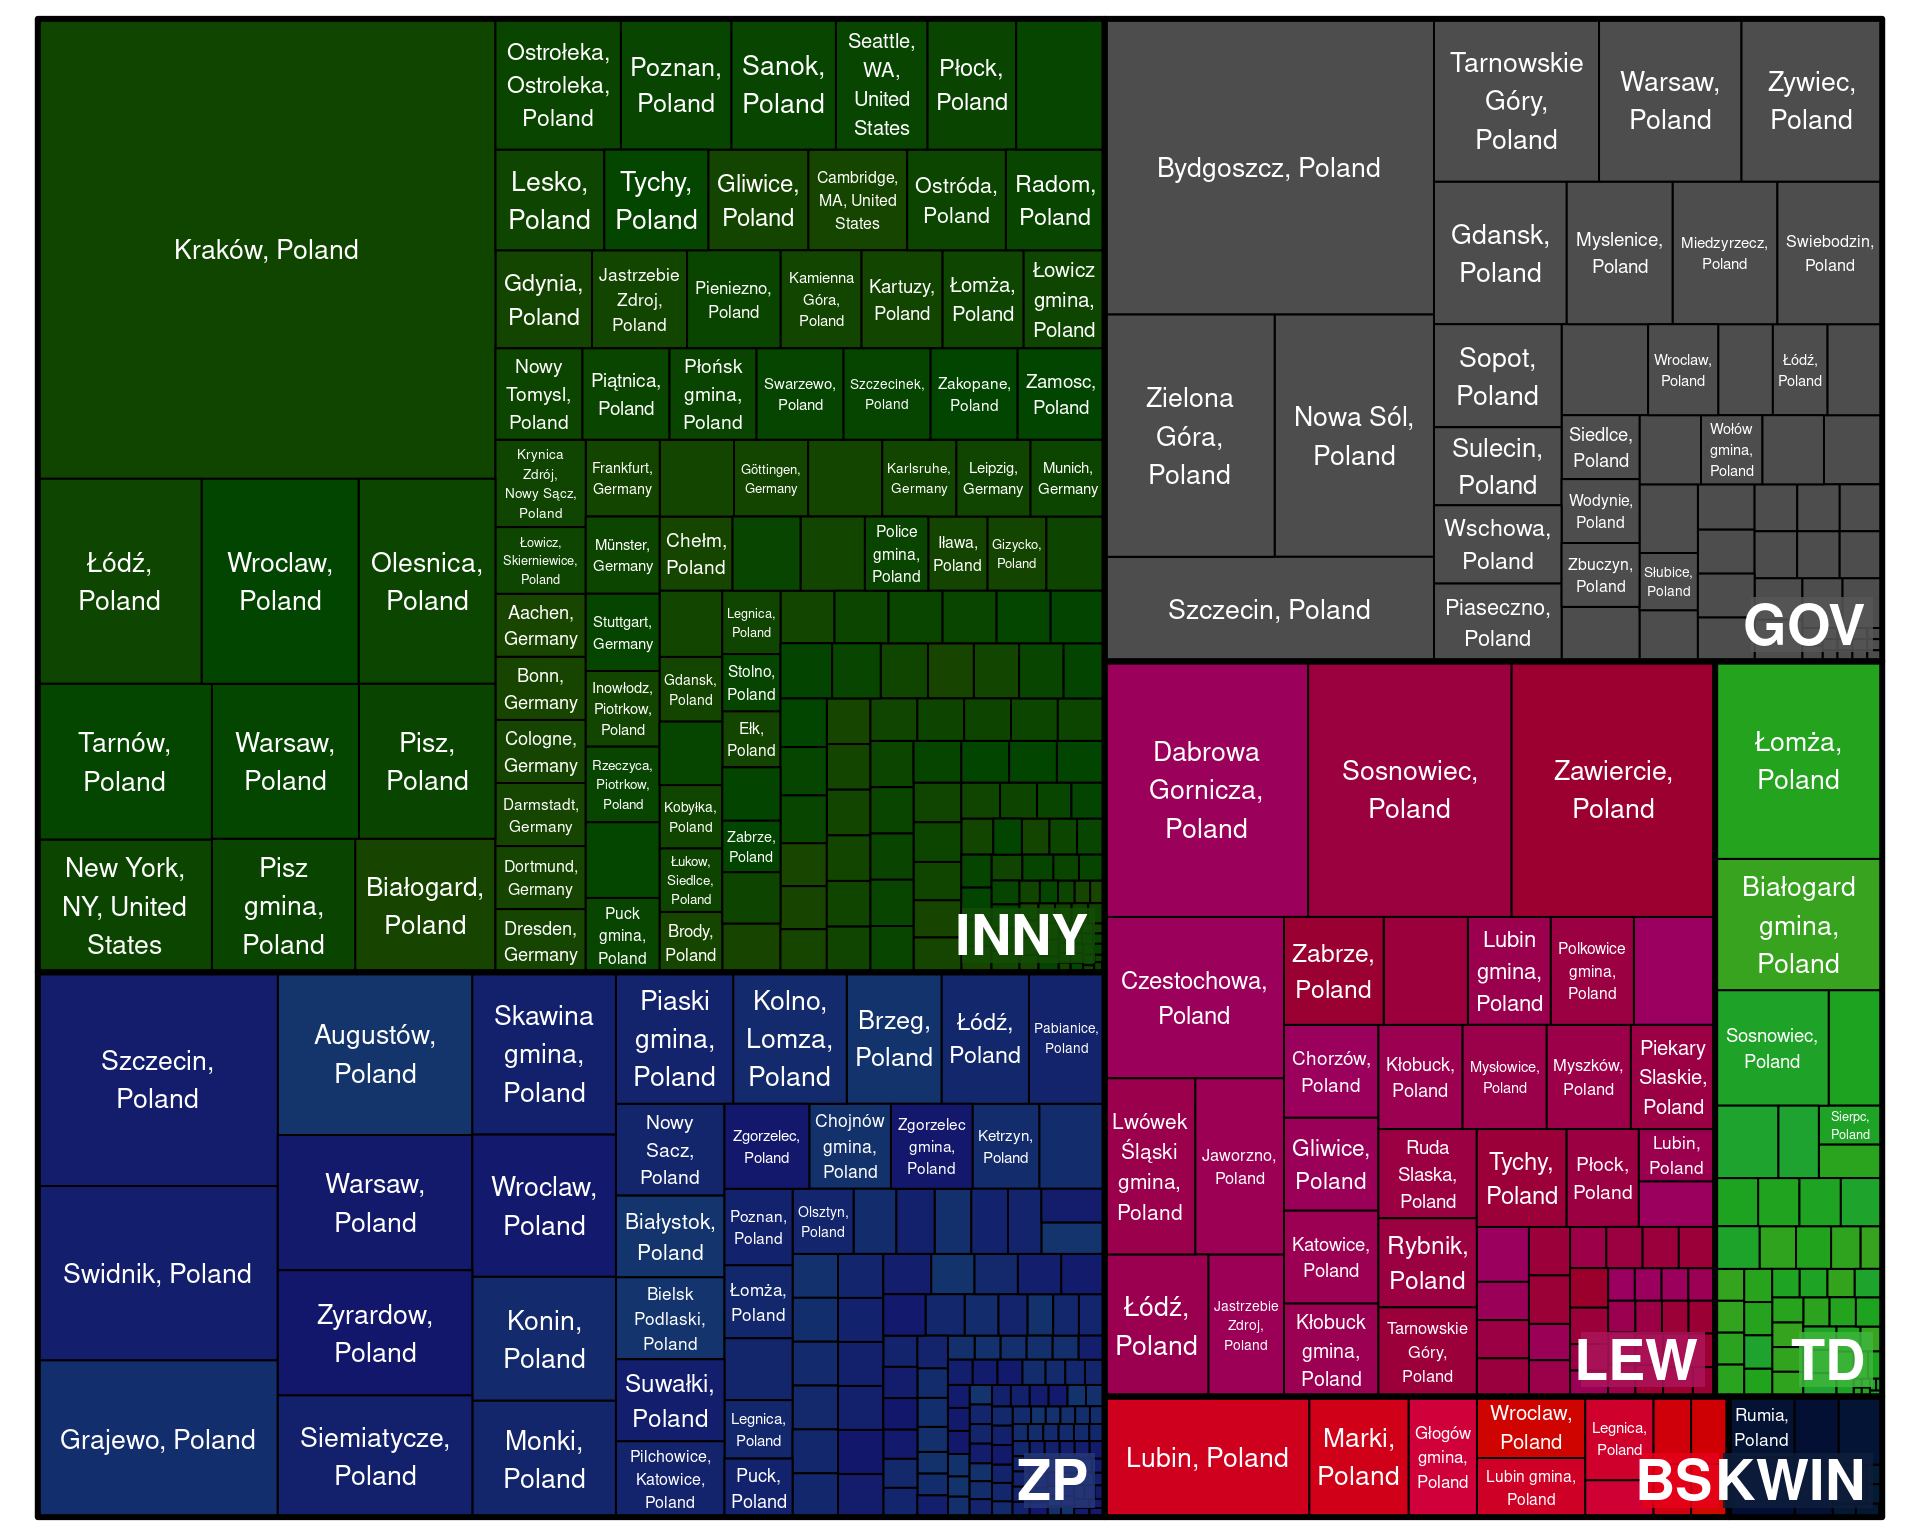 Kraków, Poland
Łódź,
Poland
Wroclaw,
Poland
Olesnica,
Poland
Tarnów,
Poland
Warsaw,
Poland
Pisz,
Poland
New York,
NY, United
States
Pisz
gmina,
Poland
Białogard,
Poland
Ostrołeka,
Ostroleka,
Poland
Poznan,
Poland
Sanok,
Poland
Seattle,
WA,
United
States
Płock,
Poland
Lesko,
Poland
Tychy,
Poland
Gliwice,
Poland
Cambridge,
MA, United
States
Ostróda,
Poland
Radom,
Poland
Gdynia,
Poland
Jastrzebie
Zdroj,
Poland
Pieniezno,
Poland
Kamienna
Góra,
Poland
Kartuzy,
Poland
Łomża,
Poland
Łowicz
gmina,
Poland
Nowy
Tomysl,
Poland
Piątnica,
Poland
Płońsk
gmina,
Poland
Swarzewo,
Poland
Szczecinek,
Poland
Zakopane,
Poland
Zamosc,
Poland
Krynica
Zdrój,
Nowy Sącz,
Poland
Łowicz,
Skierniewice,
Poland
Aachen,
Germany
Bonn,
Germany
Cologne,
Germany
Darmstadt,
Germany
Dortmund,
Germany
Dresden,
Germany
Frankfurt,
Germany
Münster,
Germany
Stuttgart,
Germany
Inowłodz,
Piotrkow,
Poland
Rzeczyca,
Piotrkow,
Poland
Puck
gmina,
Poland
Göttingen,
Germany
Karlsruhe,
Germany
Leipzig,
Germany
Munich,
Germany
Chełm,
Poland
Police
gmina,
Poland
Iława,
Poland
Gizycko,
Poland
Gdansk,
Poland
Kobyłka,
Poland
Łukow,
Siedlce,
Poland
Brody,
Poland
Legnica,
Poland
Stolno,
Poland
Ełk,
Poland
Zabrze,
Poland
INNY
Bydgoszcz, Poland
Zielona
Góra,
Poland
Nowa Sól,
Poland
Szczecin, Poland
Tarnowskie
Góry,
Poland
Warsaw,
Poland
Zywiec,
Poland
Gdansk,
Poland
Myslenice,
Poland
Miedzyrzecz,
Poland
Swiebodzin,
Poland
Sopot,
Poland
Sulecin,
Poland
Wschowa,
Poland
Piaseczno,
Poland
Wroclaw,
Poland
Łódź,
Poland
Siedlce,
Poland
Wodynie,
Poland
Zbuczyn,
Poland
Wołów
gmina,
Poland
Słubice,
Poland
GOV
Szczecin,
Poland
Swidnik, Poland
Grajewo, Poland
Augustów,
Poland
Warsaw,
Poland
Zyrardow,
Poland
Siemiatycze,
Poland
Skawina
gmina,
Poland
Wroclaw,
Poland
Konin,
Poland
Monki,
Poland
Piaski
gmina,
Poland
Kolno,
Lomza,
Poland
Brzeg,
Poland
Łódź,
Poland
Pabianice,
Poland
Nowy
Sacz,
Poland
Białystok,
Poland
Bielsk
Podlaski,
Poland
Suwałki,
Poland
Pilchowice,
Katowice,
Poland
Zgorzelec,
Poland
Chojnów
gmina,
Poland
Zgorzelec
gmina,
Poland
Ketrzyn,
Poland
Poznan,
Poland
Łomża,
Poland
Legnica,
Poland
Puck,
Poland
Olsztyn,
Poland
ZP
Dabrowa
Gornicza,
Poland
Sosnowiec,
Poland
Zawiercie,
Poland
Czestochowa,
Poland
Lwówek
Śląski
gmina,
Poland
Jaworzno,
Poland
Łódź,
Poland
Jastrzebie
Zdroj,
Poland
Zabrze,
Poland
Lubin
gmina,
Poland
Polkowice
gmina,
Poland
Chorzów,
Poland
Gliwice,
Poland
Katowice,
Poland
Kłobuck
gmina,
Poland
Kłobuck,
Poland
Mysłowice,
Poland
Myszków,
Poland
Piekary
Slaskie,
Poland
Ruda
Slaska,
Poland
Rybnik,
Poland
Tarnowskie
Góry,
Poland
Tychy,
Poland
Płock,
Poland
Lubin,
Poland
LEW
Łomża,
Poland
Białogard
gmina,
Poland
Sosnowiec,
Poland
Sierpc,
Poland
TD
Lubin, Poland
Marki,
Poland
Głogów
gmina,
Poland
Wroclaw,
Poland
Lubin gmina,
Poland
Legnica,
Poland
BS
Rumia,
Poland
KWIN